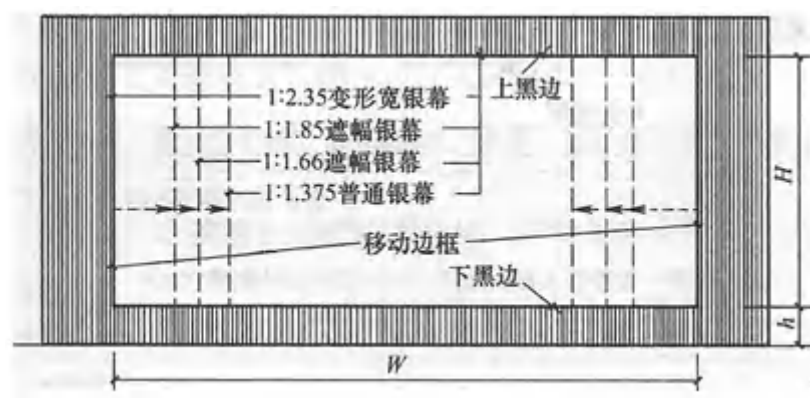 上黑边
1:2.35变形宽银幕
1:1.85遮幅银幕
1:1.66遮幅银幕
1:1.375普通银幕
H
移动边框
下黑边
h
W